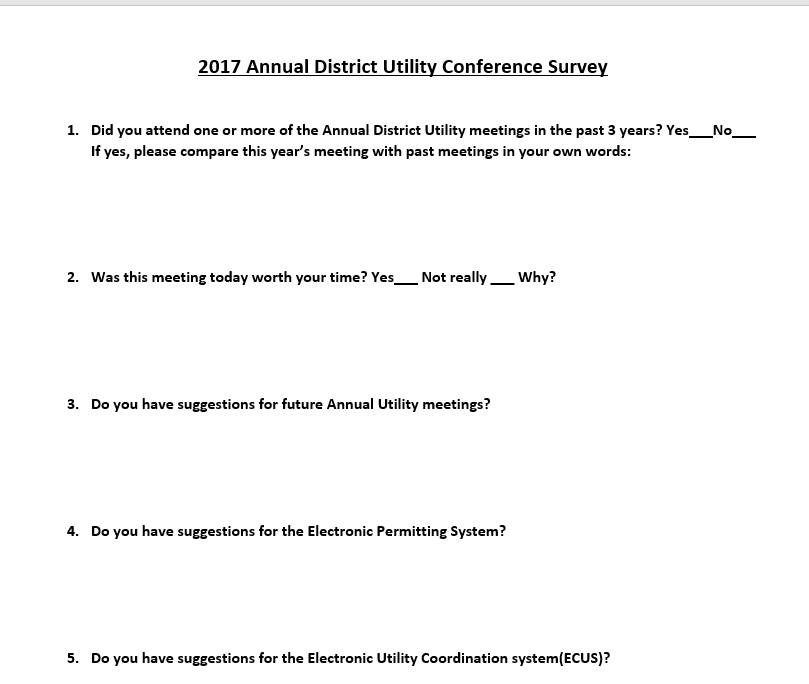 2017 Annual District Utility Conference Survey
1. Did you attend one or more of the Annual District Utility meetings in the past 3 years? Yes___No___
If yes, please compare this year’s meeting with past meetings in your own words:
2. Was this meeting today worth your time? Yes___ Not really ___ Why?
3. Do you have suggestions for future Annual Utility meetings?
4. Do you have suggestions for the Electronic Permitting System?
5. Do you have suggestions for the Electronic Utility Coordination system(ECUS)?